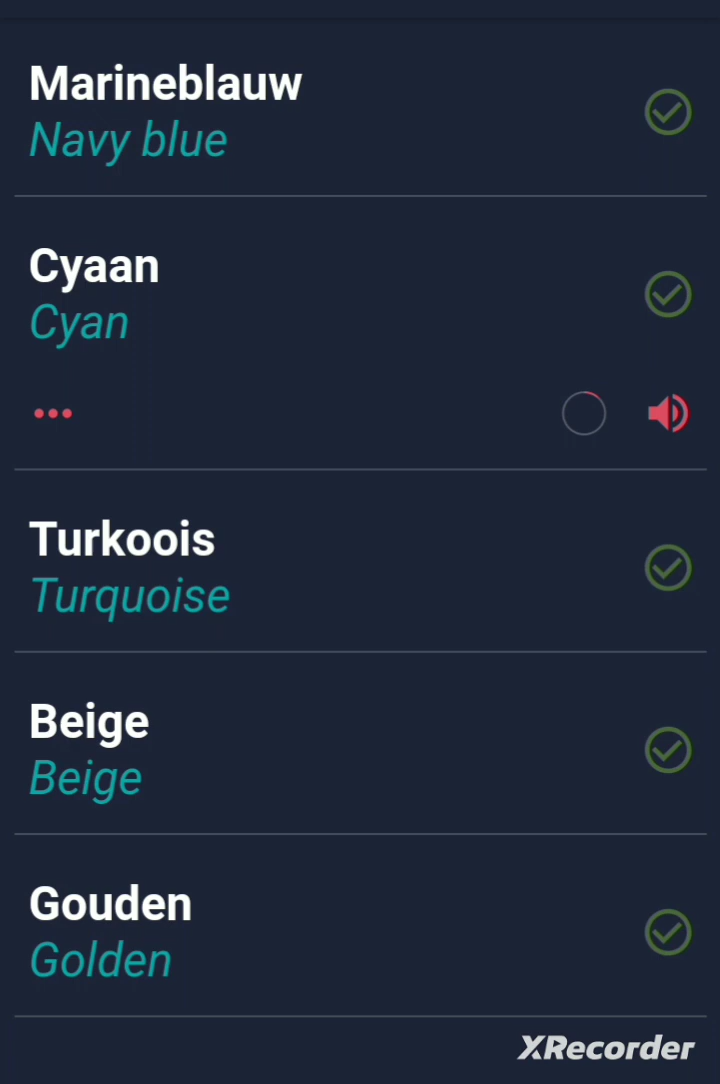 Marineblauw
Navy blue
Cyaan
Cyan
Turkoois
Turquoise
Beige
Beige
Gouden
Golden
XRecorder